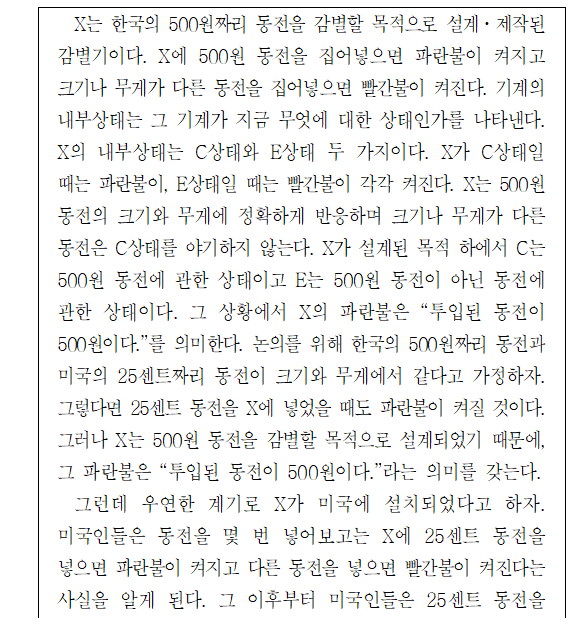 X는 한국의 500원짜리 동전을 감별할 목적으로 설계·제작된
감별기이다. X에 500원 동전을 집어넣으면 파란불이 켜지고
크기나 무게가 다른 동전을 집어넣으면 빨간불이 켜진다. 기계의
내부상태는 그 기계가 지금 무엇에 대한 상태인가를 나타낸다.
X의 내부상태는 C상태와 E상태 두 가지이다. X가 C상태일
때는 파란불이, E상태일 때는 빨간불이 각각 켜진다. X는 500원
동전의 크기와 무게에 정확하게 반응하며 크기나 무게가 다른
동전은 C상태를 야기하지 않는다. X가 설계된 목적 하에서 C는
500원 동전에 관한 상태이고 E는 500원 동전이 아닌 동전에
관한 상태이다. 그 상황에서 X의 파란불은 “투입된 동전이
500원이다.”를 의미한다. 논의를 위해 한국의 500원짜리 동전과
미국의 25센트짜리 동전이 크기와 무게에서 같다고 가정하자.
그렇다면 25센트 동전을 X에 넣었을 때도 파란불이 켜질 것이다.
그러나 X는 500원 동전을 감별할 목적으로 설계되었기 때문에,
그 파란불은 “투입된 동전이 500원이다.”라는 의미를 갖는다.
그런데 우연한 계기로 X가 미국에 설치되었다고 하자.
미국인들은 동전을 몇 번 넣어보고는 X에 25센트 동전을
넣으면 파란불이 켜지고 다른 동전을 넣으면 빨간불이 켜진다는
사실을 알게 된다. 그 이후부터 미국인들은 25센트 동전을